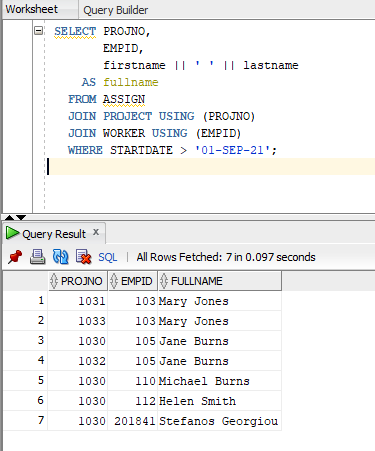 Worksheet Query Builder
SELECT PROJNO,
EMPID,
firstname || ' ' || lastname
AS fullname
FROM ASSIGN
JOIN PROJECT USING (PROJNO)
JOIN WORKER USING (EMPID)
WHERE STARTDATE > '01-SEP-21';
Query Result x
SQL | All Rows Fetched: 7 in 0.097 seconds
PROJNO EMPID FULLNAME
1 1031 103 Mary Jones
2 1033 103 Mary Jones
3 1030 105 Jane Burns
4 1032 105 Jane Burns
5 1030 110 Michael Burns
6 1030 112 Helen Smith
7 1030 201841 Stefanos Georgiou